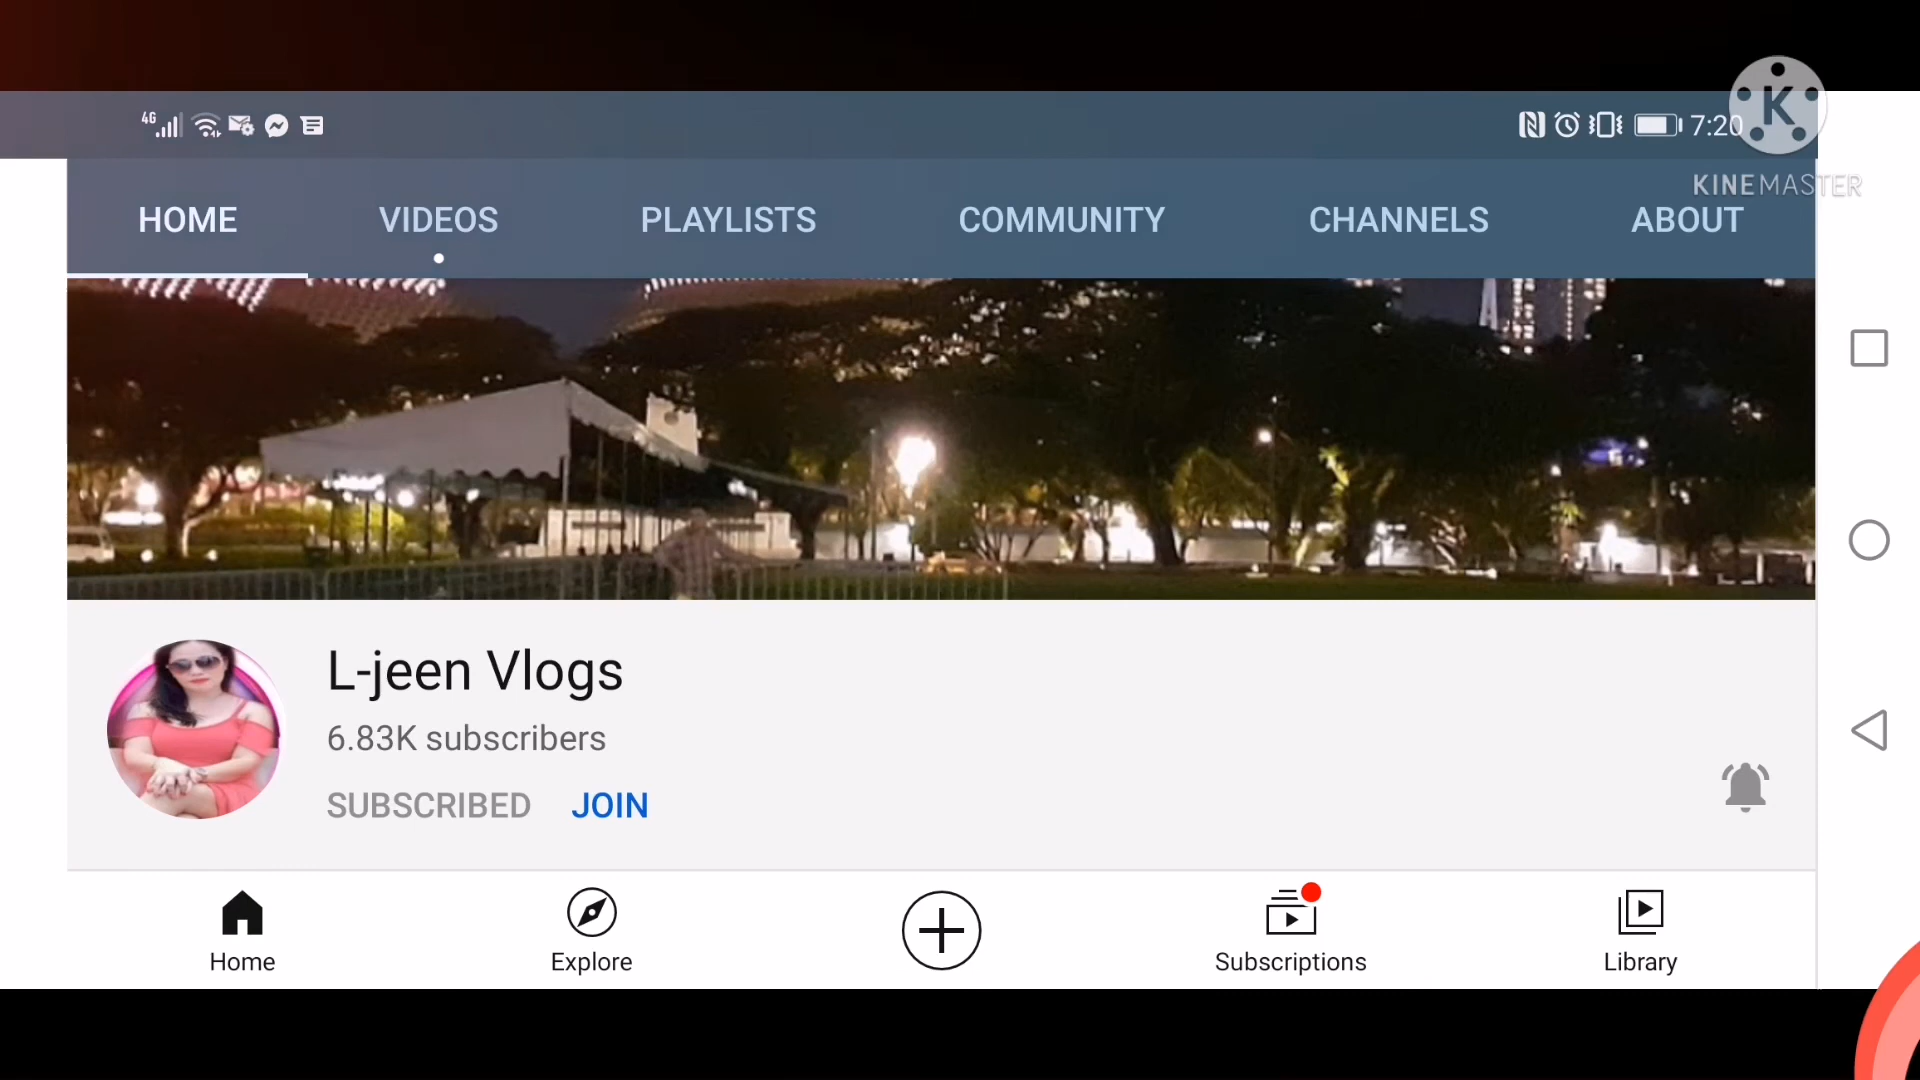 4G
7:20
K
KINEMASTER
HOME VIDEOS PLAYLISTS COMMUNITY CHANNELS ABOUT
L-jeen Vlogs
6.83K subscribers
SUBSCRIBED JOIN
Home Explore Subscriptions Library